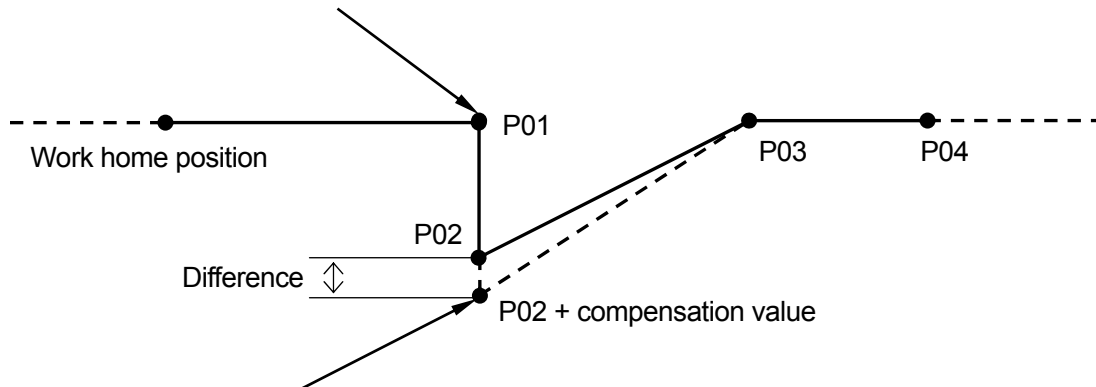 P01
Work home position
P03
P04
P02
Difference
P02 + compensation value